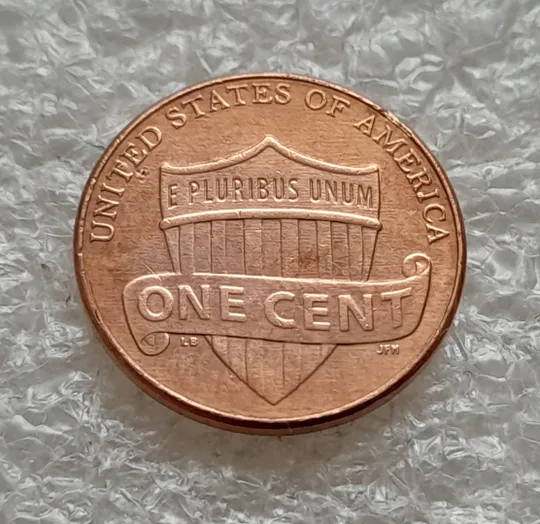 UNITED STATES OF AMERICA
E PLURIBUS UNUM
ONE CENT
LB
JFM